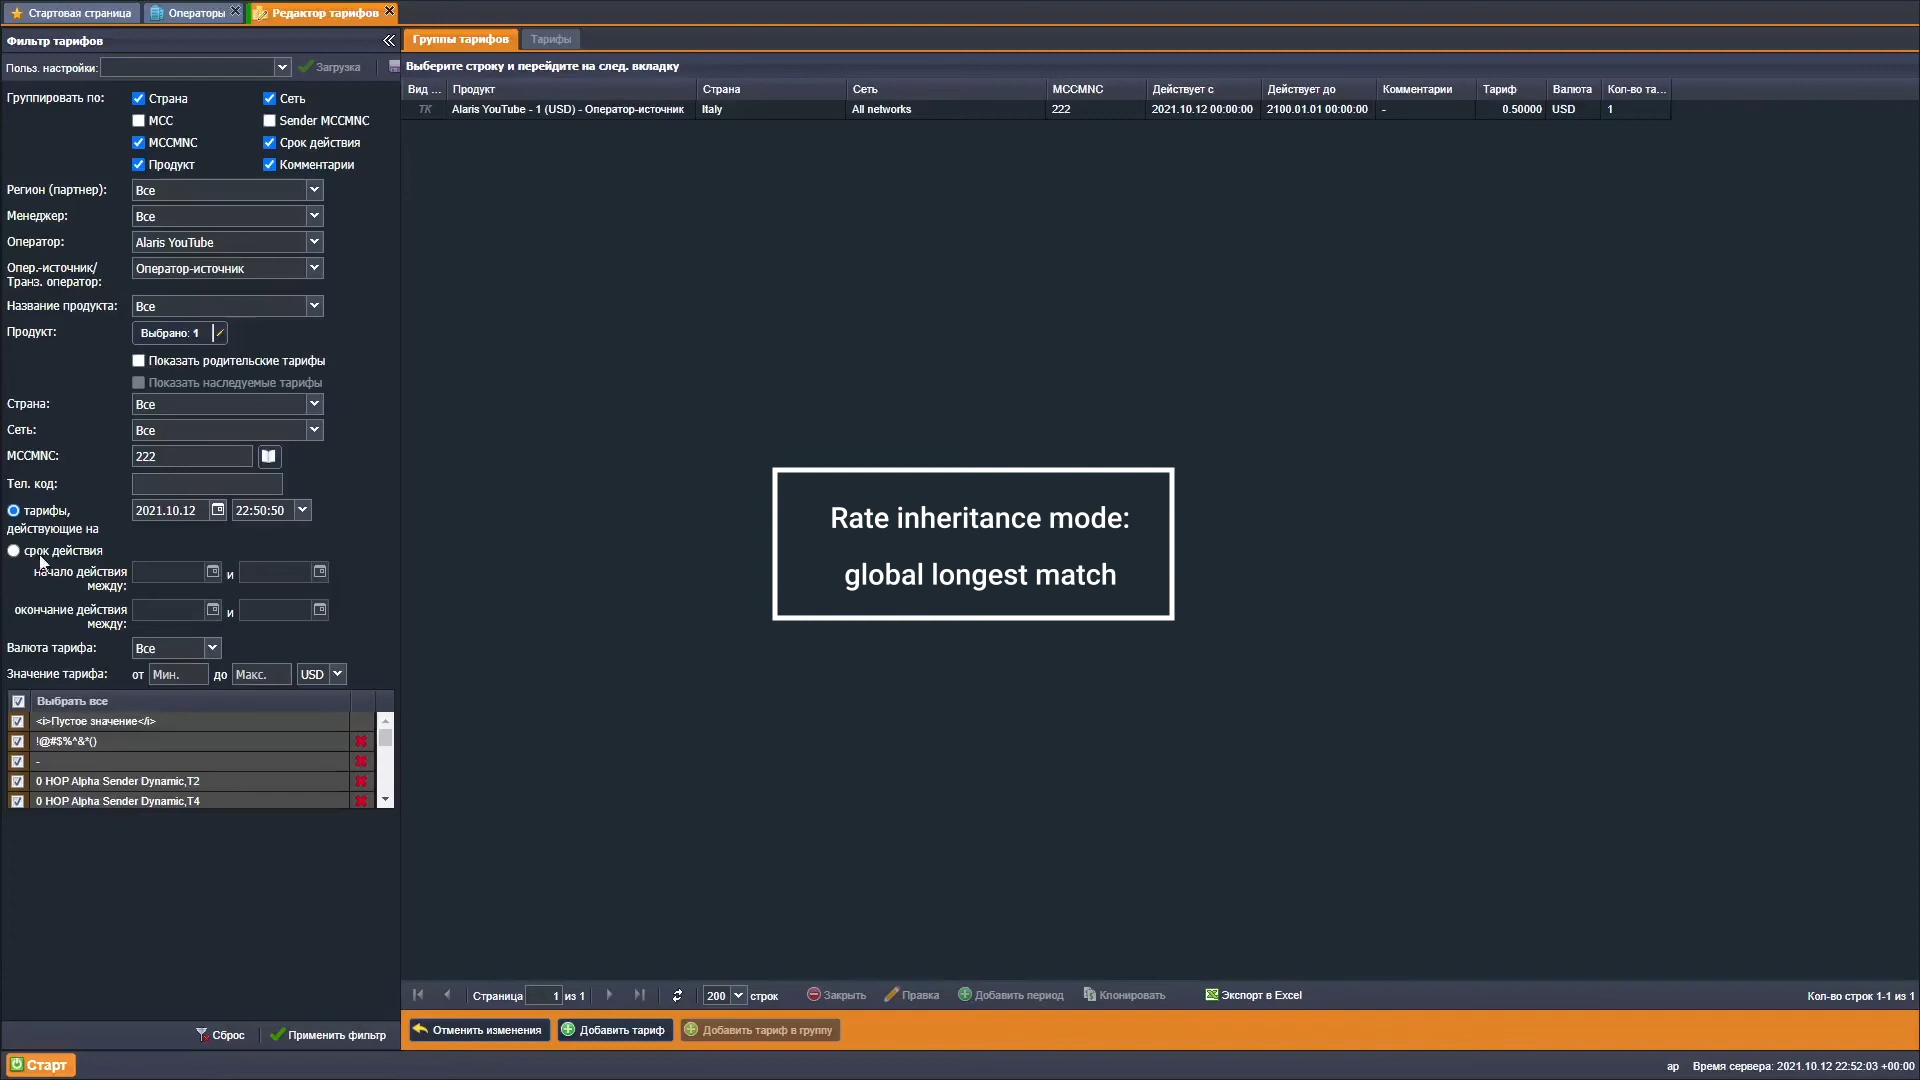 Стартовая страница Операторы Редактор тарифов
Фильтр тарифов
Польз. настройки: Загрузка
Группировать по: Страна Сеть
MCC Sender MCCMNC
MCCMNC Срок действия
Продукт Комментарии
Регион (партнер): Все
Менеджер: Все
Оператор: Alaris YouTube
Опер.-источник/ Оператор-источник
Транз. оператор:
Название продукта: Все
Продукт: Выбрано: 1
Показать родительские тарифы
Показать наследуемые тарифы
Страна: Все
Сеть: Все
MCCMNC: 222
Тел. код:
тарифы, 2021.10.12 22:50:50
действующие на
срок действия
начало действия и
между:
окончание действия и
между:
Валюта тарифа: Все
Значение тарифа: от Мин. до Макс. USD
Выбрать все
<i>Пустое значение</i>
!@#$%^&*()
-
0 HOP Alpha Sender Dynamic,T2
0 HOP Alpha Sender Dynamic,T4
Сброс Применить фильтр
Группы тарифов Тарифы
Выберите строку и перейдите на след. вкладку
Вид ... Продукт Страна Сеть MCCMNC Действует с Действует до Комментарии Тариф Валюта Кол-во та...
ТК Alaris YouTube - 1 (USD) - Оператор-источник Italy All networks 222 2021.10.12 00:00:00 2100.01.01 00:00:00 - 0.50000 USD 1
Rate inheritance mode:
global longest match
Страница 1 из 1 200 строк Закрыть Правка Добавить период Клонировать Экспорт в Excel Кол-во строк 1-1 из 1
Отменить изменения Добавить тариф Добавить тариф в группу
Старт ap Время сервера: 2021.10.12 22:52:03 +00:00